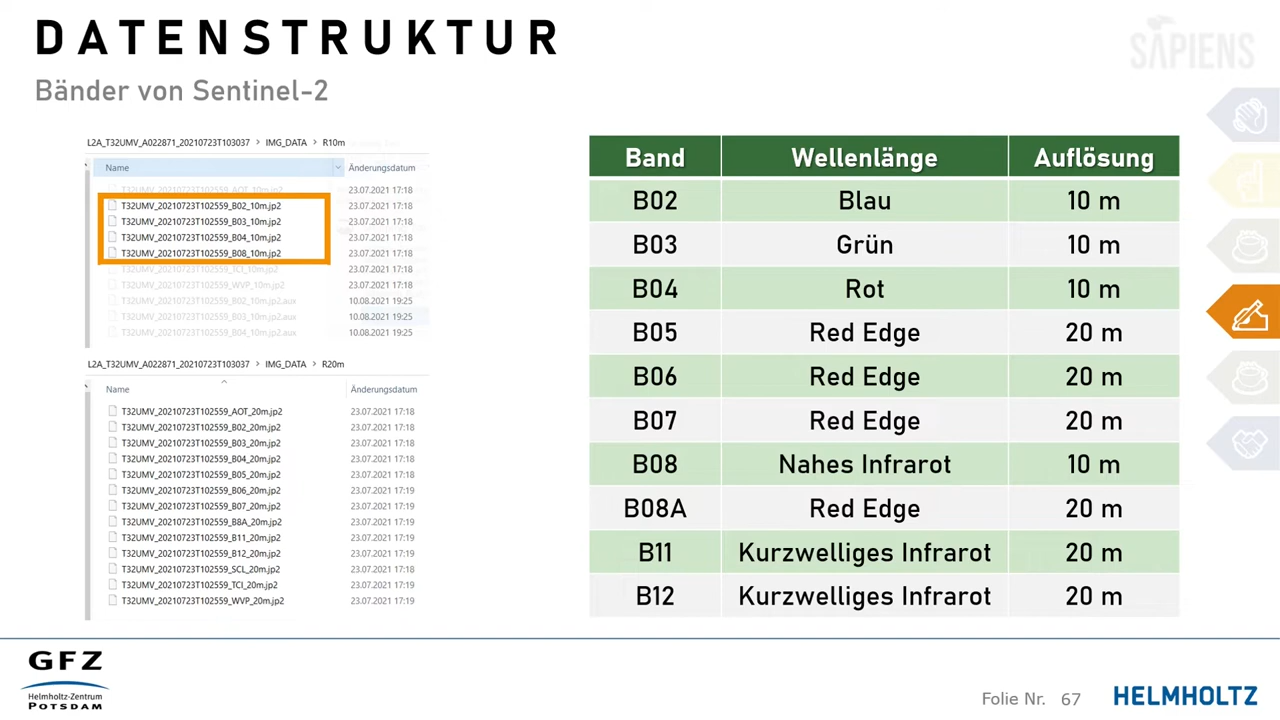 DATENSTRUKTUR
Bänder von Sentinel-2
SAPIENS
L2A_T32UMV_A022871_20210723T103037 > IMG_DATA > R10m
Name Änderungsdatum
T32UMV_20210723T102559_AOT_10m.jp2 23.07.2021 17:18
T32UMV_20210723T102559_B02_10m.jp2 23.07.2021 17:18
T32UMV_20210723T102559_B03_10m.jp2 23.07.2021 17:18
T32UMV_20210723T102559_B04_10m.jp2 23.07.2021 17:18
T32UMV_20210723T102559_B08_10m.jp2 23.07.2021 17:18
T32UMV_20210723T102559_TCI_10m.jp2 23.07.2021 17:18
T32UMV_20210723T102559_WVP_10m.jp2 23.07.2021 17:18
T32UMV_20210723T102559_B02_10m.jp2.aux 10.08.2021 19:25
T32UMV_20210723T102559_B03_10m.jp2.aux 10.08.2021 19:25
T32UMV_20210723T102559_B04_10m.jp2.aux 10.08.2021 19:25
L2A_T32UMV_A022871_20210723T103037 > IMG_DATA > R20m
Name Änderungsdatum
T32UMV_20210723T102559_AOT_20m.jp2 23.07.2021 17:18
T32UMV_20210723T102559_B02_20m.jp2 23.07.2021 17:18
T32UMV_20210723T102559_B03_20m.jp2 23.07.2021 17:18
T32UMV_20210723T102559_B04_20m.jp2 23.07.2021 17:18
T32UMV_20210723T102559_B05_20m.jp2 23.07.2021 17:18
T32UMV_20210723T102559_B06_20m.jp2 23.07.2021 17:19
T32UMV_20210723T102559_B07_20m.jp2 23.07.2021 17:19
T32UMV_20210723T102559_B8A_20m.jp2 23.07.2021 17:19
T32UMV_20210723T102559_B11_20m.jp2 23.07.2021 17:19
T32UMV_20210723T102559_B12_20m.jp2 23.07.2021 17:19
T32UMV_20210723T102559_SCL_20m.jp2 23.07.2021 17:19
T32UMV_20210723T102559_TCI_20m.jp2 23.07.2021 17:19
T32UMV_20210723T102559_WVP_20m.jp2 23.07.2021 17:19
Band Wellenlänge Auflösung
B02 Blau 10 m
B03 Grün 10 m
B04 Rot 10 m
B05 Red Edge 20 m
B06 Red Edge 20 m
B07 Red Edge 20 m
B08 Nahes Infrarot 10 m
B08A Red Edge 20 m
B11 Kurzwelliges Infrarot 20 m
B12 Kurzwelliges Infrarot 20 m
GFZ
Helmholtz-Zentrum
POTSDAM
Folie Nr. 67
HELMHOLTZ